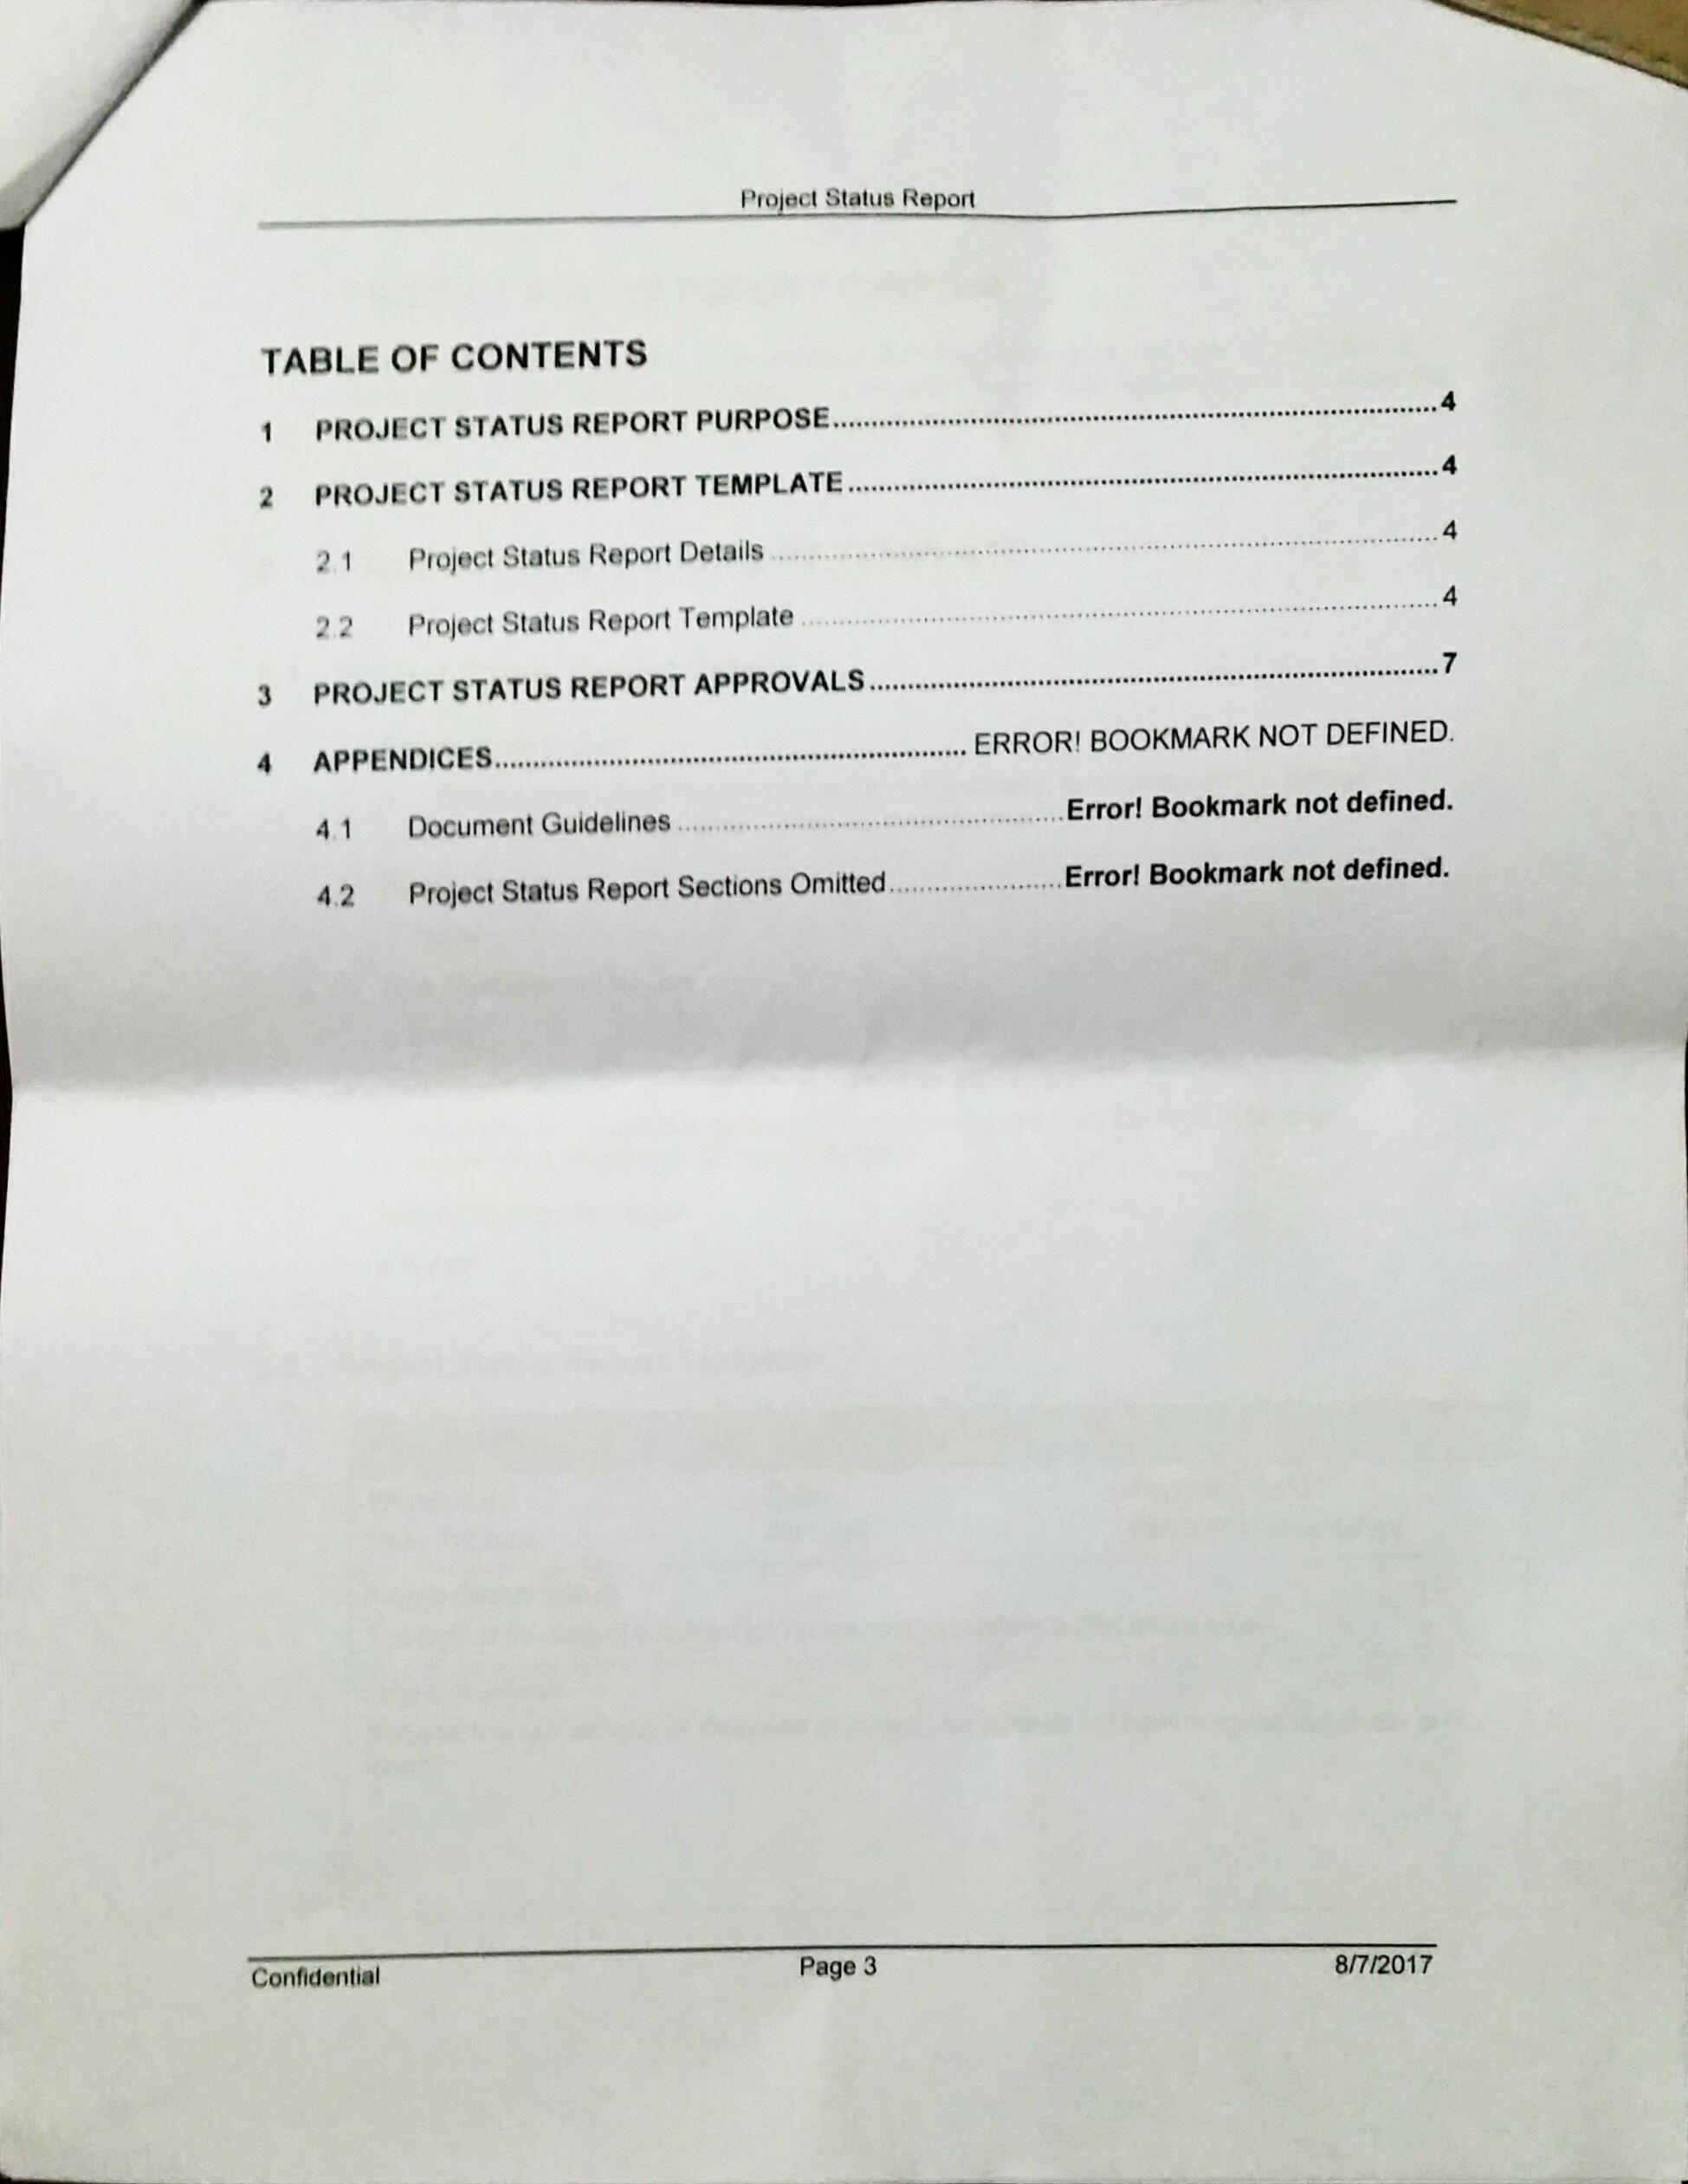 Project Status Report
TABLE OF CONTENTS
1 PROJECT STATUS REPORT PURPOSE........................................4
2 PROJECT STATUS REPORT TEMPLATE........................................4
2.1 Project Status Report Details........................................4
2.2 Project Status Report Template........................................4
3 PROJECT STATUS REPORT APPROVALS........................................7
4 APPENDICES........................................ERROR! BOOKMARK NOT DEFINED.
4.1 Document Guidelines........................................Error! Bookmark not defined.
4.2 Project Status Report Sections Omitted........................Error! Bookmark not defined.
Confidential Page 3 8/7/2017